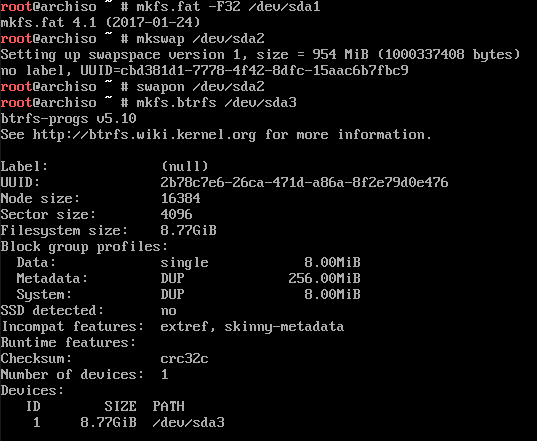 root@archiso ~ # mkfs.fat -F32 /dev/sda1
mkfs.fat 4.1 (2017-01-24)
root@archiso ~ # mkswap /dev/sda2
Setting up swapspace version 1, size = 954 MiB (1000337408 bytes)
no label, UUID=cbd381d1-7778-4f42-8dfc-15aac6b7fbc9
root@archiso ~ # swapon /dev/sda2
root@archiso ~ # mkfs.btrfs /dev/sda3
btrfs-progs v5.10
See http://btrfs.wiki.kernel.org for more information.

Label:              (null)
UUID:               2b78c7e6-26ca-471d-a86a-8f2e79d0e476
Node size:          16384
Sector size:        4096
Filesystem size:    8.77GiB
Block group profiles:
  Data:             single            8.00MiB
  Metadata:         DUP             256.00MiB
  System:           DUP               8.00MiB
SSD detected:       no
Incompat features:  extref, skinny-metadata
Runtime features:
Checksum:           crc32c
Number of devices:  1
Devices:
   ID        SIZE  PATH
    1     8.77GiB  /dev/sda3